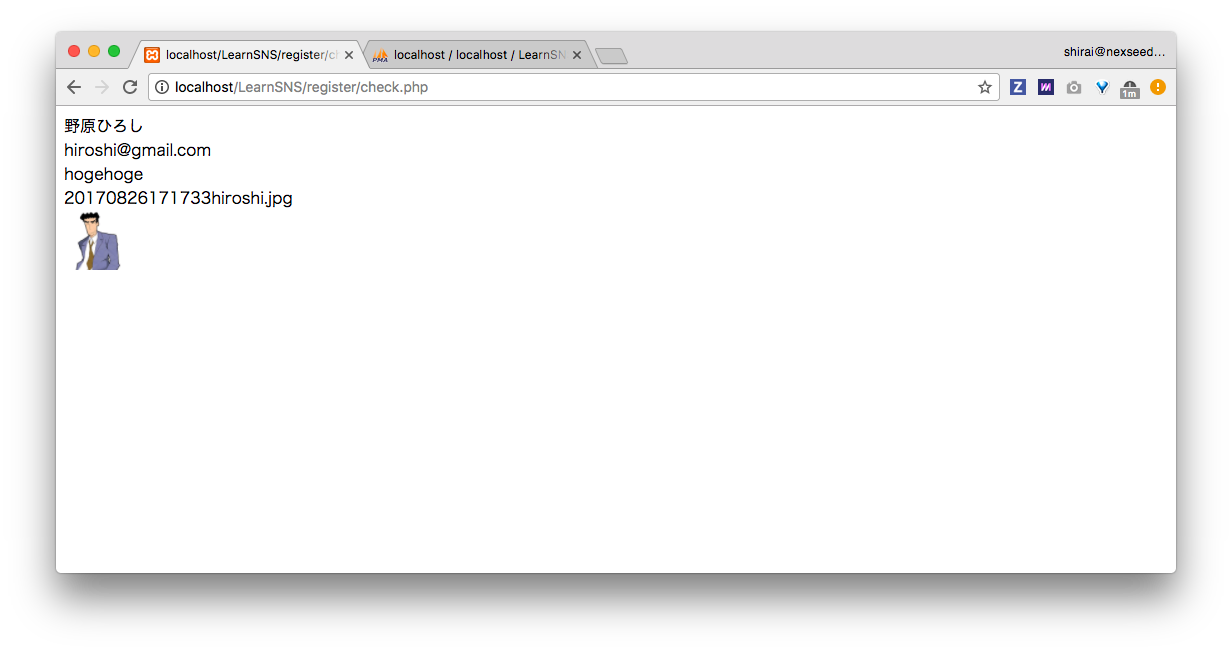 localhost/LearnSNS/register/c
localhost / localhost / LearnSN
shirai@nexseed...
localhost/LearnSNS/register/check.php
Z
1m
野原ひろし
hiroshi@gmail.com
hogehoge
20170826171733hiroshi.jpg